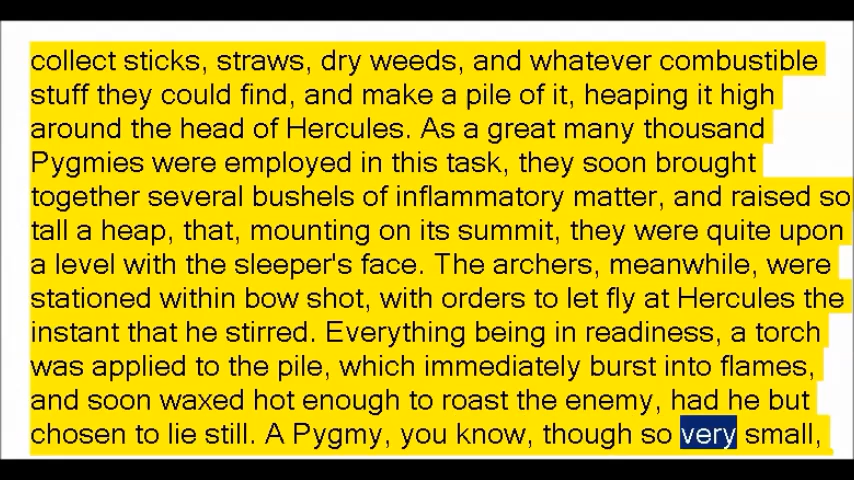 collect sticks, straws, dry weeds, and whatever combustible
stuff they could find, and make a pile of it, heaping it high
around the head of Hercules. As a great many thousand
Pygmies were employed in this task, they soon brought
together several bushels of inflammatory matter, and raised so
tall a heap, that, mounting on its summit, they were quite upon
a level with the sleeper's face. The archers, meanwhile, were
stationed within bow shot, with orders to let fly at Hercules the
instant that he stirred. Everything being in readiness, a torch
was applied to the pile, which immediately burst into flames,
and soon waxed hot enough to roast the enemy, had he but
chosen to lie still. A Pygmy, you know, though so very small,